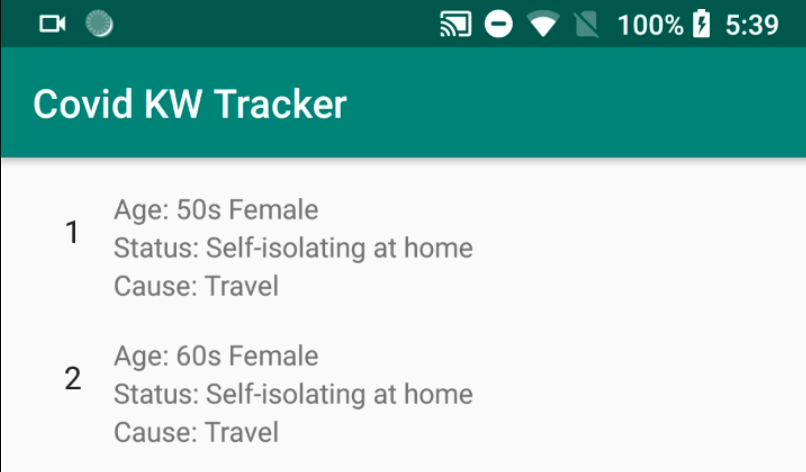 100% 5:39
Covid KW Tracker
1
Age: 50s Female
Status: Self-isolating at home
Cause: Travel
2
Age: 60s Female
Status: Self-isolating at home
Cause: Travel